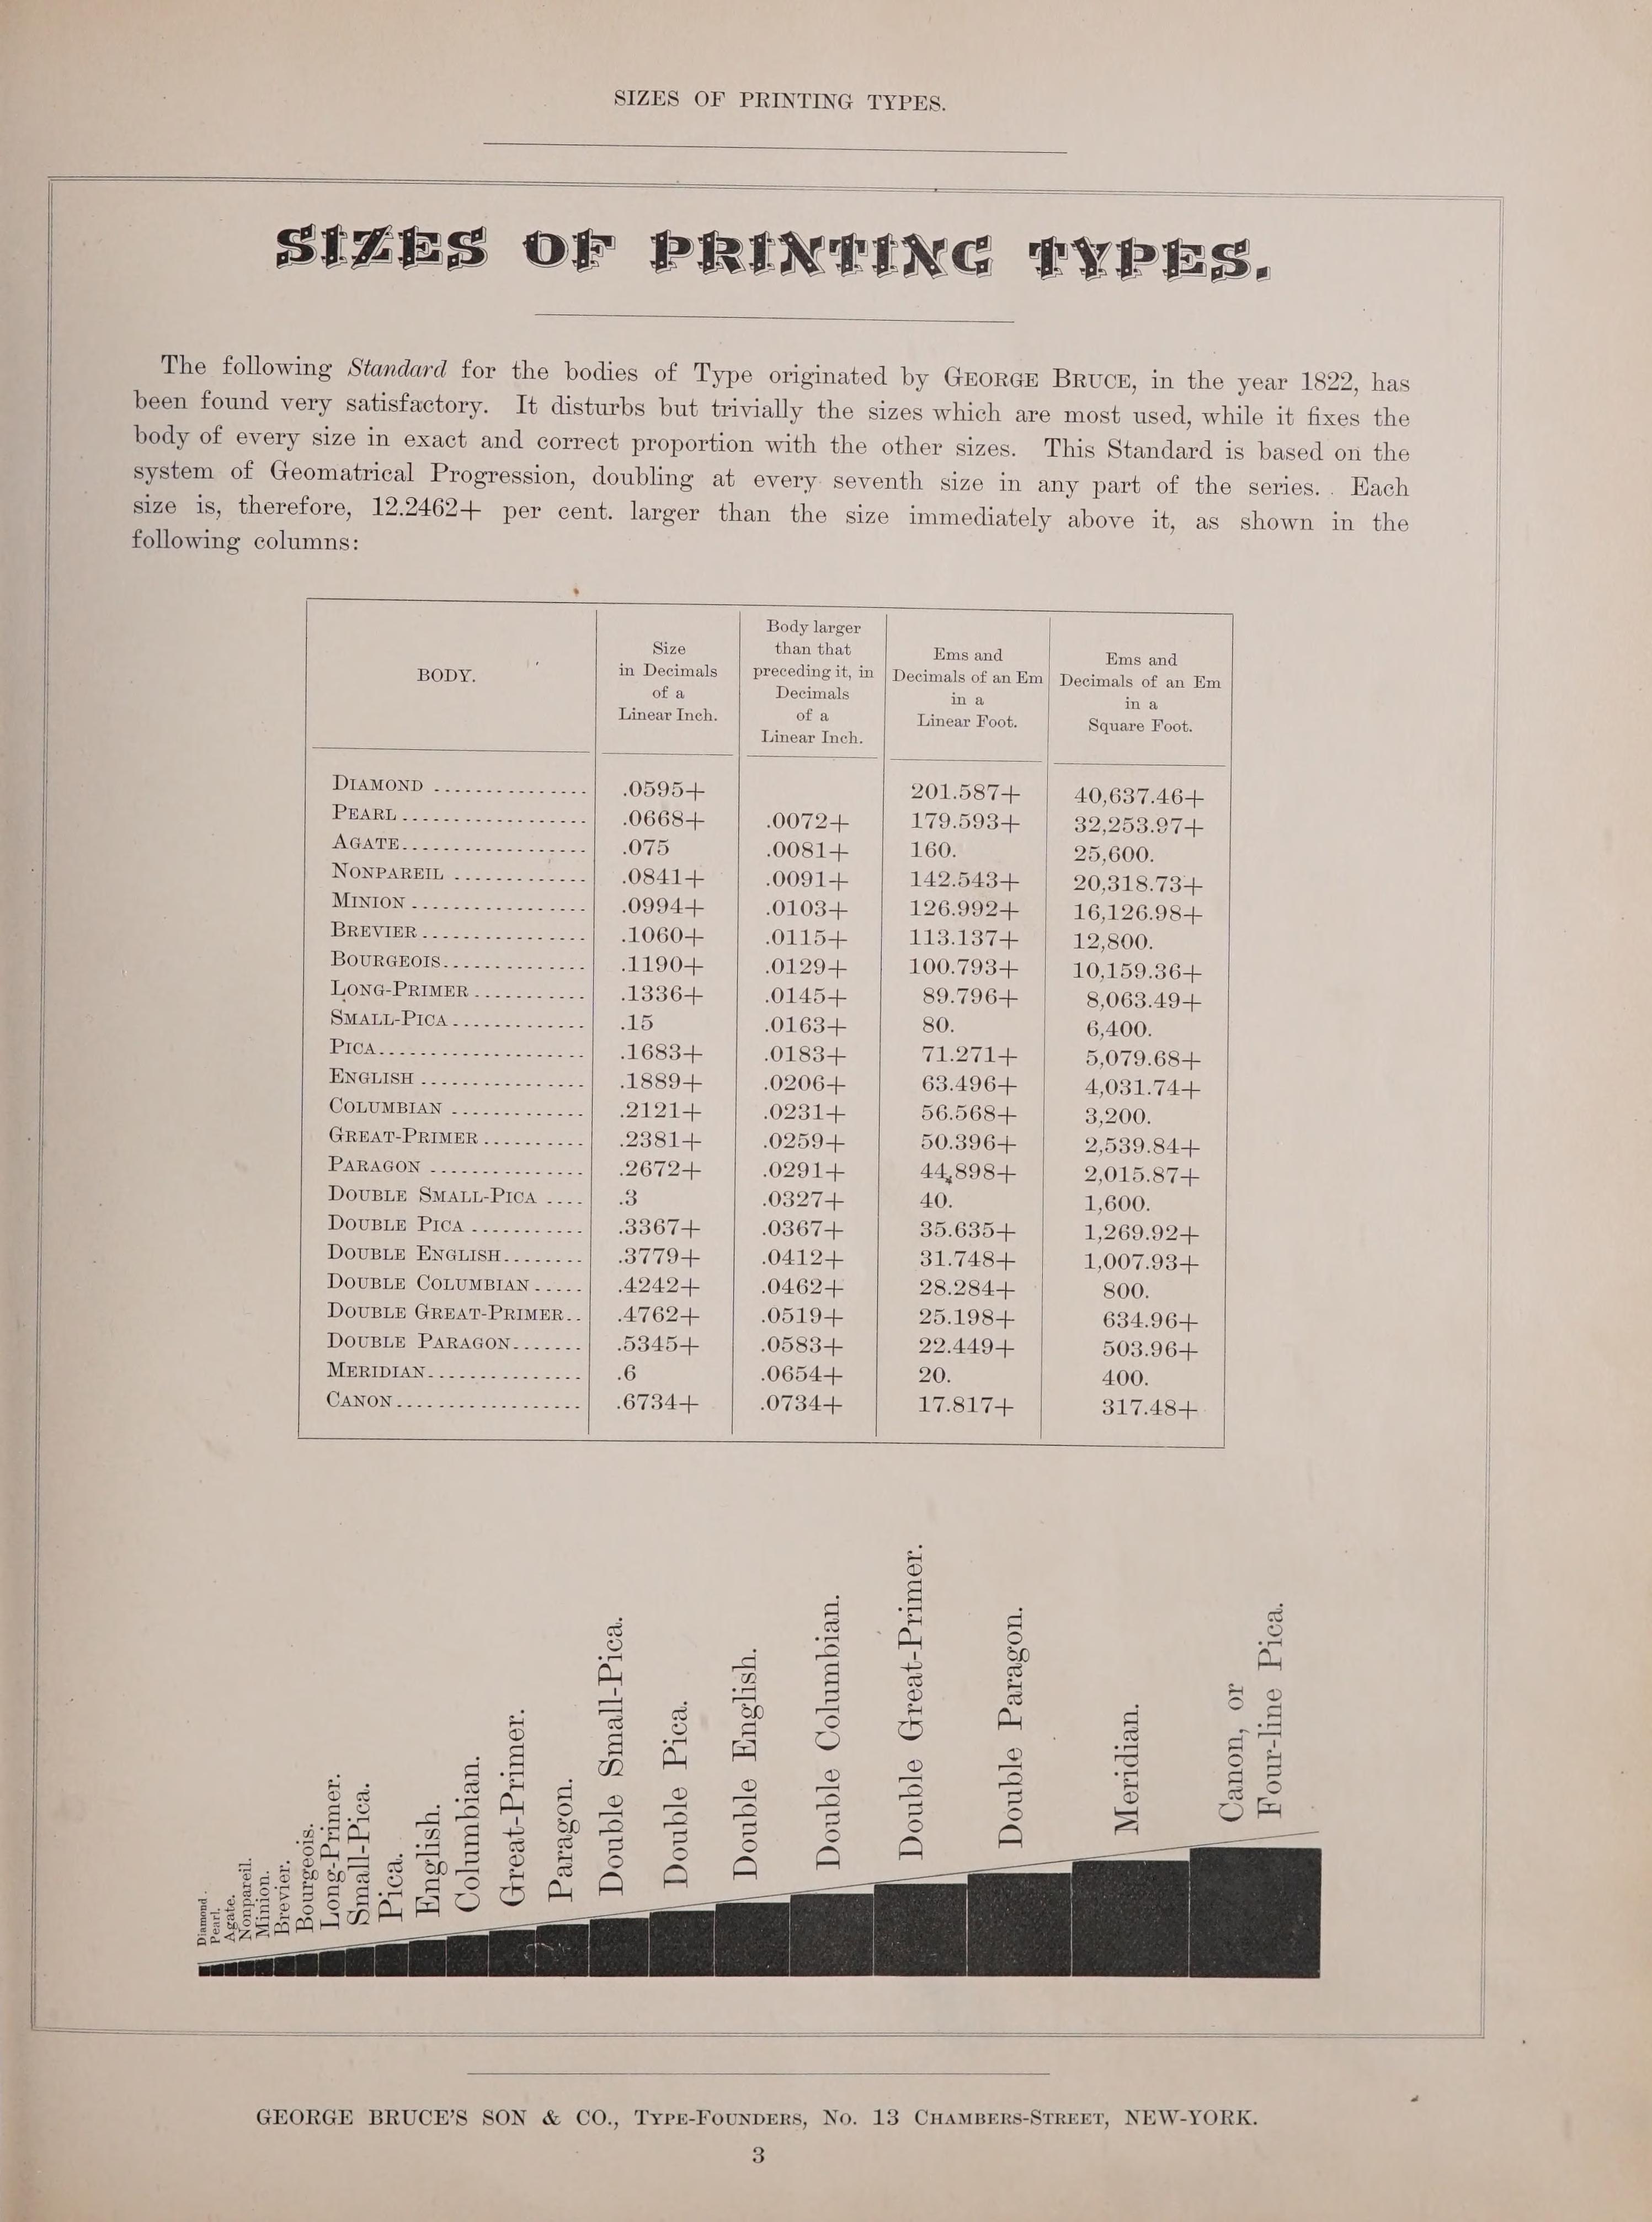 SIZES OF PRINTING TYPES.
SIZES OF PRINTING TYPES.
The following Standard for the bodies of Type originated by GEORGE BRUCE, in the year 1822, has
been found very satisfactory. It disturbs but trivially the sizes which are most used, while it fixes the
body of every size in exact and correct proportion with the other sizes. This Standard is based on the
system of Geomatrical Progression, doubling at every seventh size in any part of the series.. Each
size is, therefore, 12.2462+ per cent. larger than the size immediately above it, as shown in the
following columns:
BODY.
Size
in Decimals
of a
Linear Inch.
Body larger
than that
preceding it, in
Decimals
of a
Linear Inch.
Ems and
Decimals of an Em
in a
Linear Foot.
Ems and
Decimals of an Em
in a
Square Foot.
DIAMOND .0595+ 201.587+ 40,637.46+
PEARL .0668+ .0072+ 179.593+ 32,253.97+
AGATE .075 .0081+ 160. 25,600.
NONPAREIL .0841+ .0091+ 142.543+ 20,318.73+
MINION .0994+ .0103+ 126.992+ 16,126.98+
BREVIER .1060+ .0115+ 113.137+ 12,800.
BOURGEOIS .1190+ .0129+ 100.793+ 10,159.36+
LONG-PRIMER .1336+ .0145+ 89.796+ 8,063.49+
SMALL-PICA .15 .0163+ 80. 6,400.
PICA .1683+ .0183+ 71.271+ 5,079.68+
ENGLISH .1889+ .0206+ 63.496+ 4,031.74+
COLUMBIAN .2121+ .0231+ 56.568+ 3,200.
GREAT-PRIMER .2381+ .0259+ 50.396+ 2,539.84+
PARAGON .2672+ .0291+ 44,898+ 2,015.87+
DOUBLE SMALL-PICA .3 .0327+ 40. 1,600.
DOUBLE PICA .3367+ .0367+ 35.635+ 1,269.92+
DOUBLE ENGLISH .3779+ .0412+ 31.748+ 1,007.93+
DOUBLE COLUMBIAN .4242+ .0462+ 28.284+ 800.
DOUBLE GREAT-PRIMER .4762+ .0519+ 25.198+ 634.96+
DOUBLE PARAGON .5345+ .0583+ 22.449+ 503.96+
MERIDIAN .6 .0654+ 20. 400.
CANON .6734+ .0734+ 17.817+ 317.48+
Diamond.
Pearl.
Agate.
Nonpareil.
Minion.
Brevier.
Bourgeois.
Long-Primer.
Small-Pica.
Pica.
English.
Columbian.
Great-Primer.
Paragon.
Double Small-Pica.
Double Pica.
Double English.
Double Columbian.
Double Great-Primer.
Double Paragon.
Meridian.
Canon, or
Four-line Pica.
GEORGE BRUCE'S SON & CO., TYPE-FOUNDERS, No. 13 CHAMBERS-STREET, NEW-YORK.
3